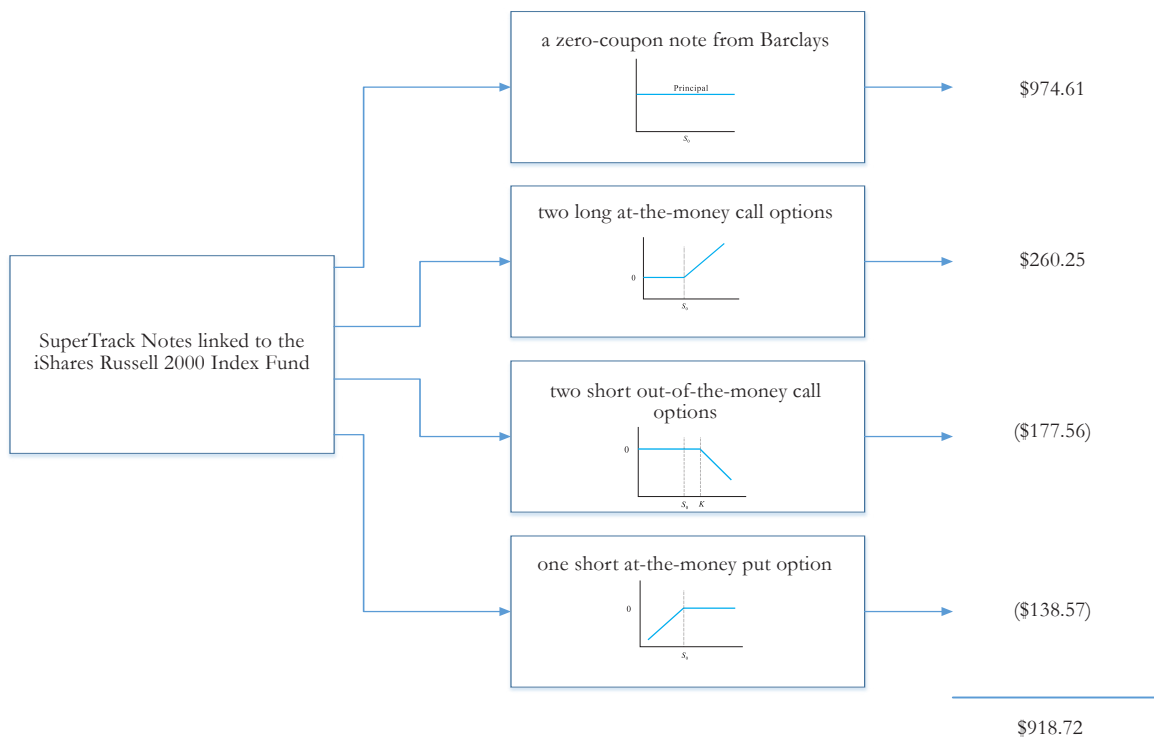 a zero-coupon note from Barclays
Principal
S₀
$974.61
two long at-the-money call options
0
S₀
$260.25
SuperTrack Notes linked to the
iShares Russell 2000 Index Fund
two short out-of-the-money call
options
0
S₀ K
($177.56)
one short at-the-money put option
0
S₀
($138.57)
$918.72